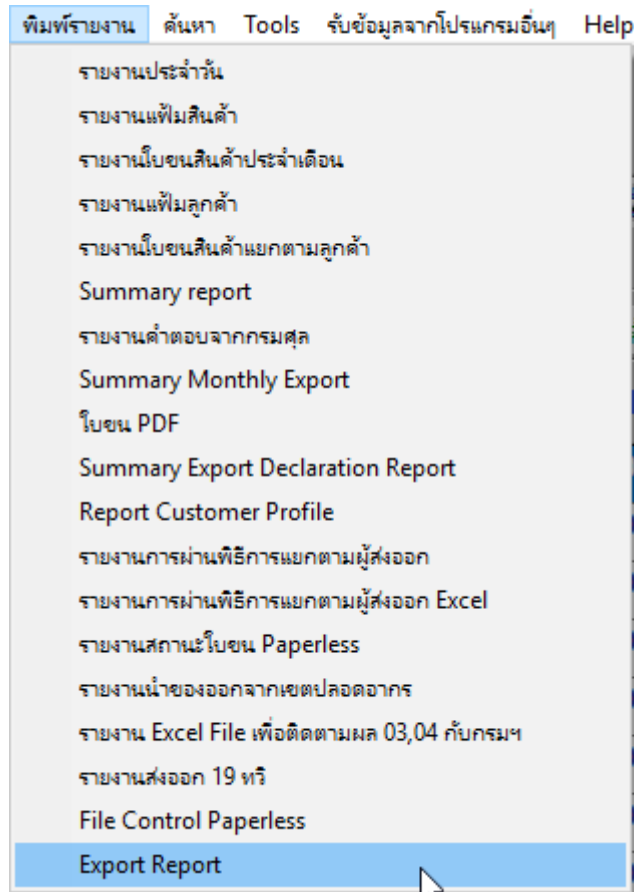 พิมพ์รายงาน ค้นหา Tools รับข้อมูลจากโปรแกรมอื่นๆ Help
รายงานประจำวัน
รายงานแฟ้มสินค้า
รายงานใบขนสินค้าประจำเดือน
รายงานแฟ้มลูกค้า
รายงานใบขนสินค้าแยกตามลูกค้า
Summary report
รายงานคำตอบจากกรมศุล
Summary Monthly Export
ใบขน PDF
Summary Export Declaration Report
Report Customer Profile
รายงานการผ่านพิธีการแยกตามผู้ส่งออก
รายงานการผ่านพิธีการแยกตามผู้ส่งออก Excel
รายงานสถานะใบขน Paperless
รายงานนำของออกจากเขตปลอดอากร
รายงาน Excel File เพื่อติดตามผล 03,04 กับกรมฯ
รายงานส่งออก 19 ทวิ
File Control Paperless
Export Report